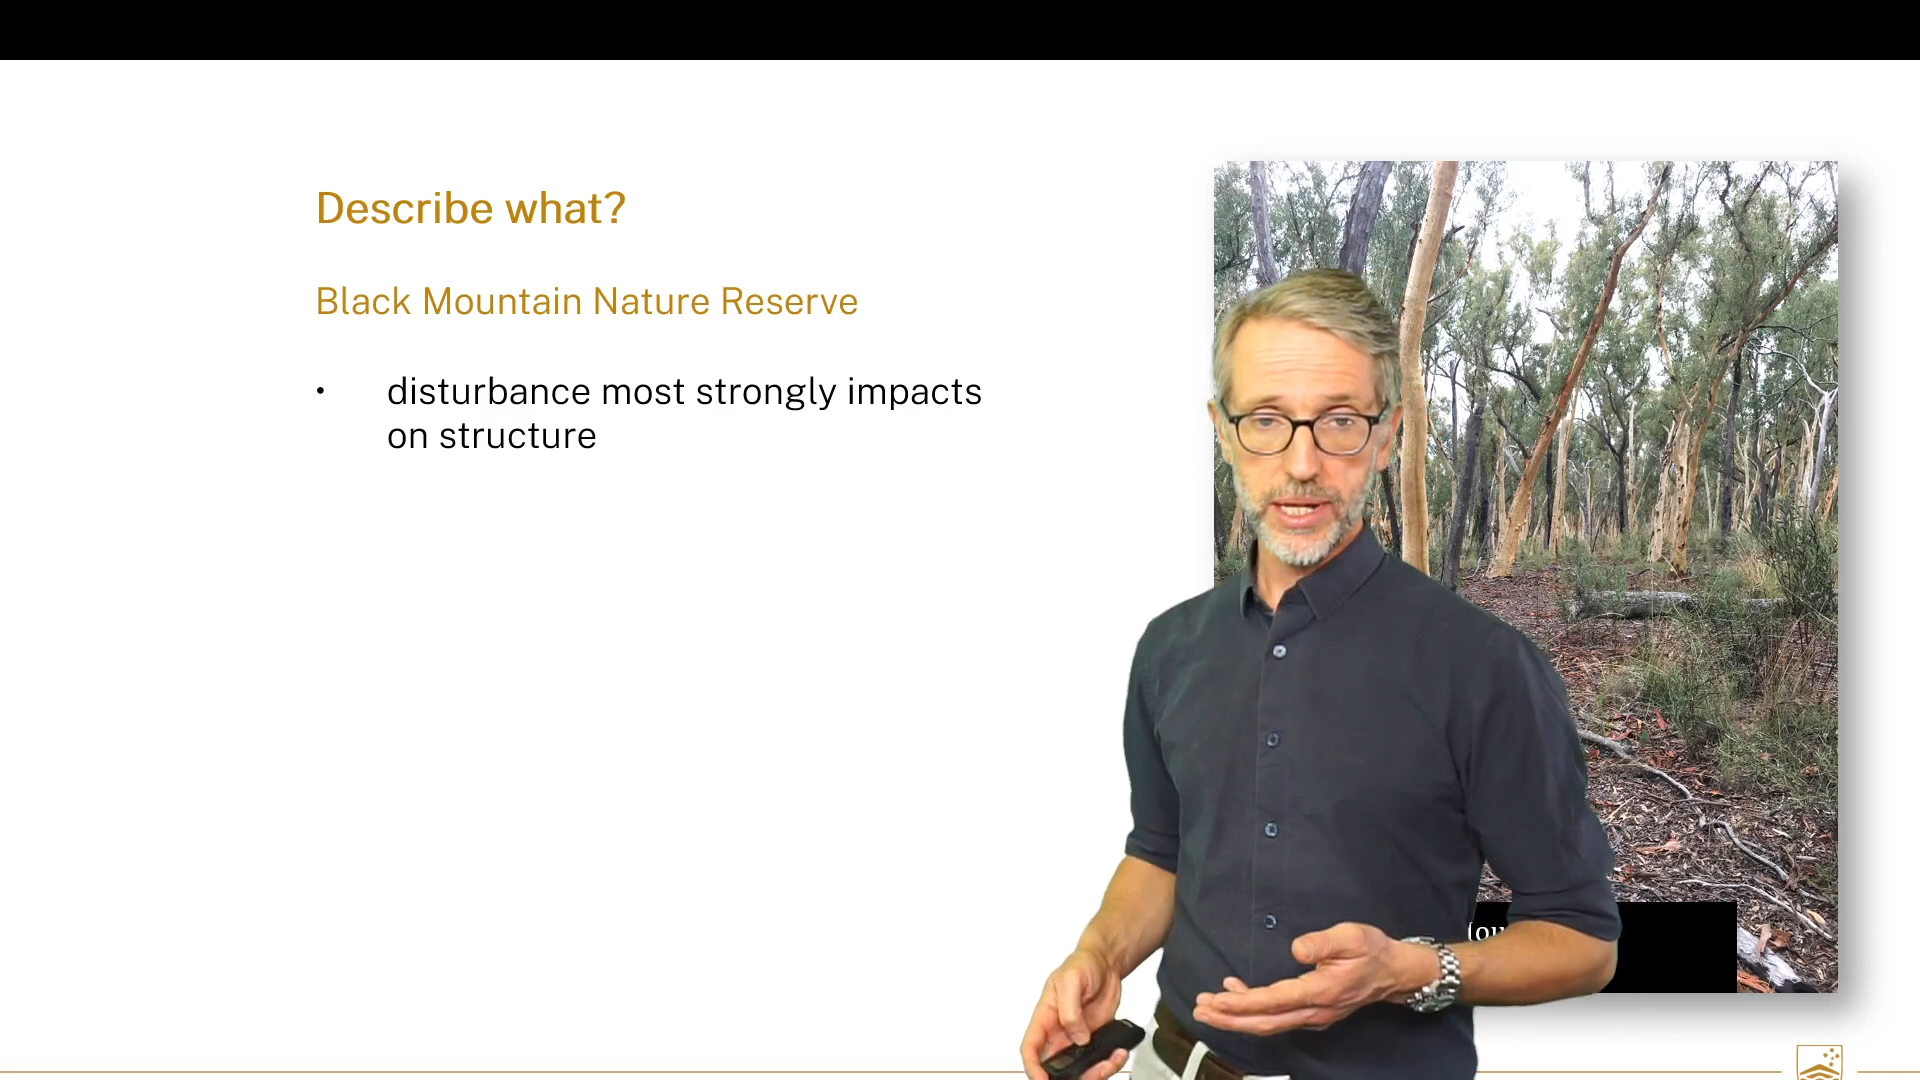 Describe what?
Black Mountain Nature Reserve
• disturbance most strongly impacts
on structure